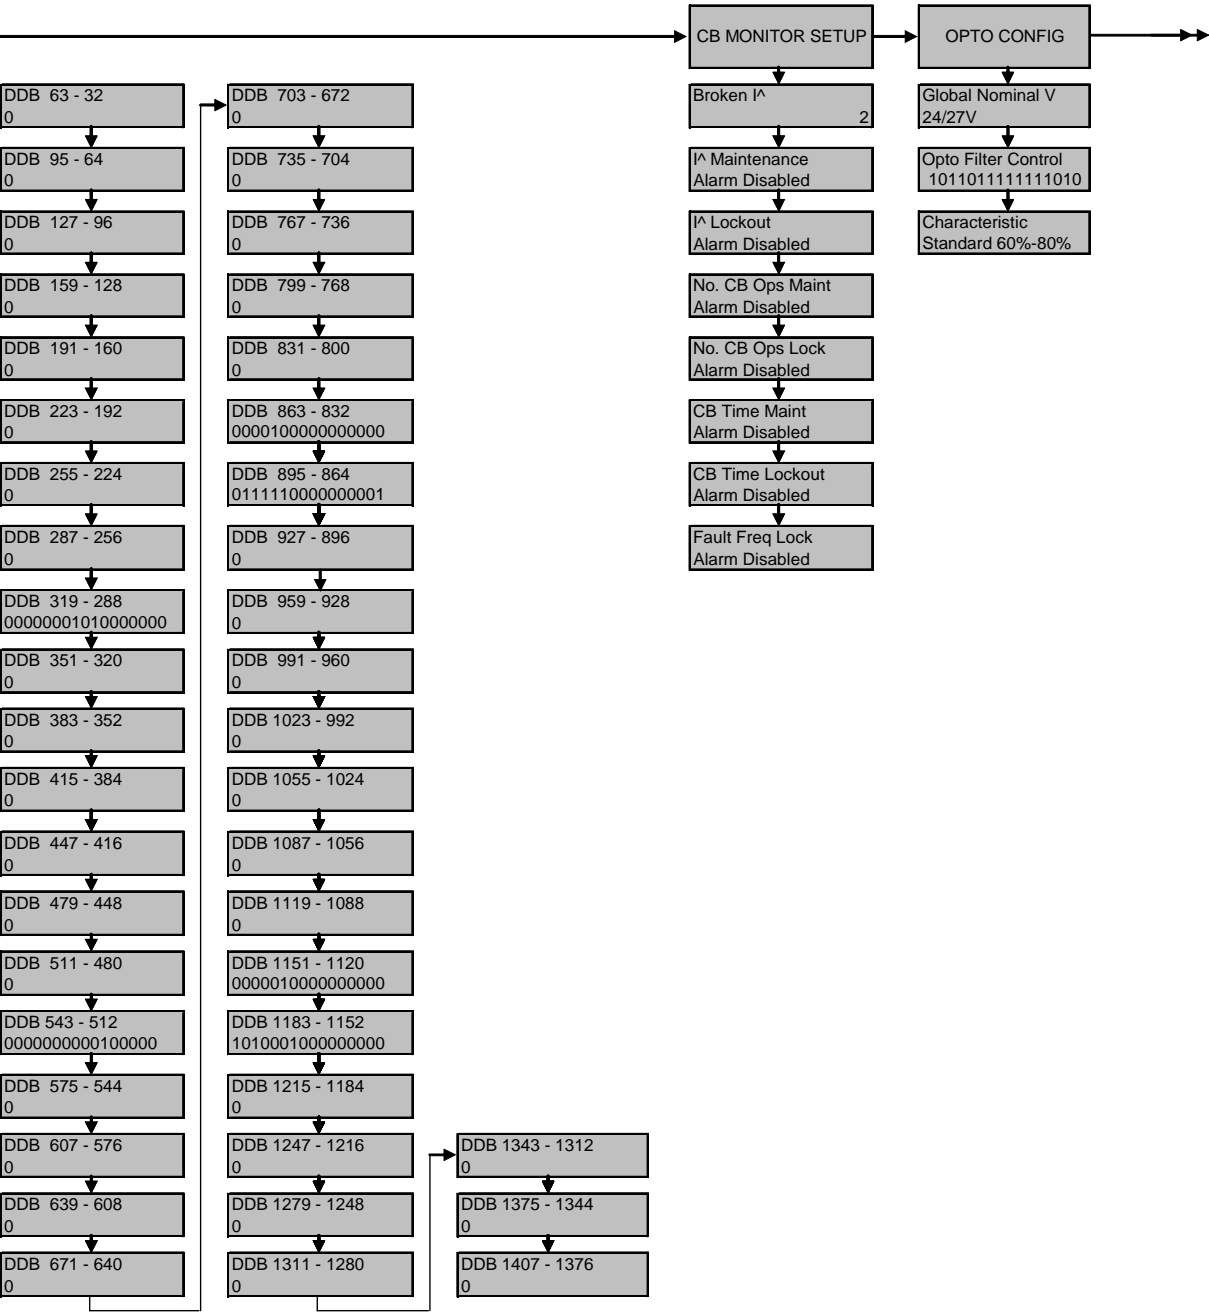 CB MONITOR SETUP
OPTO CONFIG
DDB 63 - 32
0
DDB 95 - 64
0
DDB 127 - 96
0
DDB 159 - 128
0
DDB 191 - 160
0
DDB 223 - 192
0
DDB 255 - 224
0
DDB 287 - 256
0
DDB 319 - 288
00000001010000000
DDB 351 - 320
0
DDB 383 - 352
0
DDB 415 - 384
0
DDB 447 - 416
0
DDB 479 - 448
0
DDB 511 - 480
0
DDB 543 - 512
0000000000100000
DDB 575 - 544
0
DDB 607 - 576
0
DDB 639 - 608
0
DDB 671 - 640
0
DDB 703 - 672
0
DDB 735 - 704
0
DDB 767 - 736
0
DDB 799 - 768
0
DDB 831 - 800
0
DDB 863 - 832
0000100000000000
DDB 895 - 864
0111110000000001
DDB 927 - 896
0
DDB 959 - 928
0
DDB 991 - 960
0
DDB 1023 - 992
0
DDB 1055 - 1024
0
DDB 1087 - 1056
0
DDB 1119 - 1088
0
DDB 1151 - 1120
0000010000000000
DDB 1183 - 1152
1010001000000000
DDB 1215 - 1184
0
DDB 1247 - 1216
0
DDB 1279 - 1248
0
DDB 1311 - 1280
0
DDB 1343 - 1312
0
DDB 1375 - 1344
0
DDB 1407 - 1376
0
Broken I^
2
I^ Maintenance
Alarm Disabled
I^ Lockout
Alarm Disabled
No. CB Ops Maint
Alarm Disabled
No. CB Ops Lock
Alarm Disabled
CB Time Maint
Alarm Disabled
CB Time Lockout
Alarm Disabled
Fault Freq Lock
Alarm Disabled
Global Nominal V
24/27V
Opto Filter Control
1011011111111010
Characteristic
Standard 60%-80%